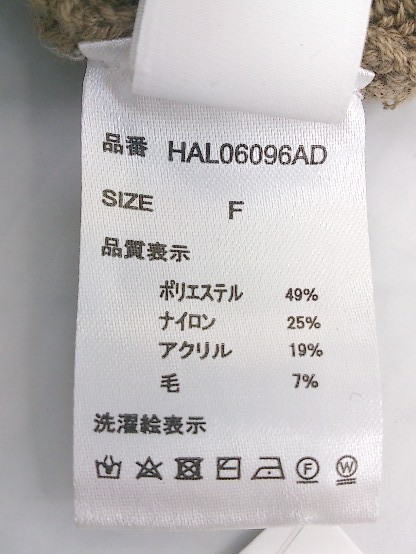 品番 HAL06096AD
SIZE F
品質表示
ポリエステル 49%
ナイロン 25%
アクリル 19%
毛 7%
洗濯絵表示
F W